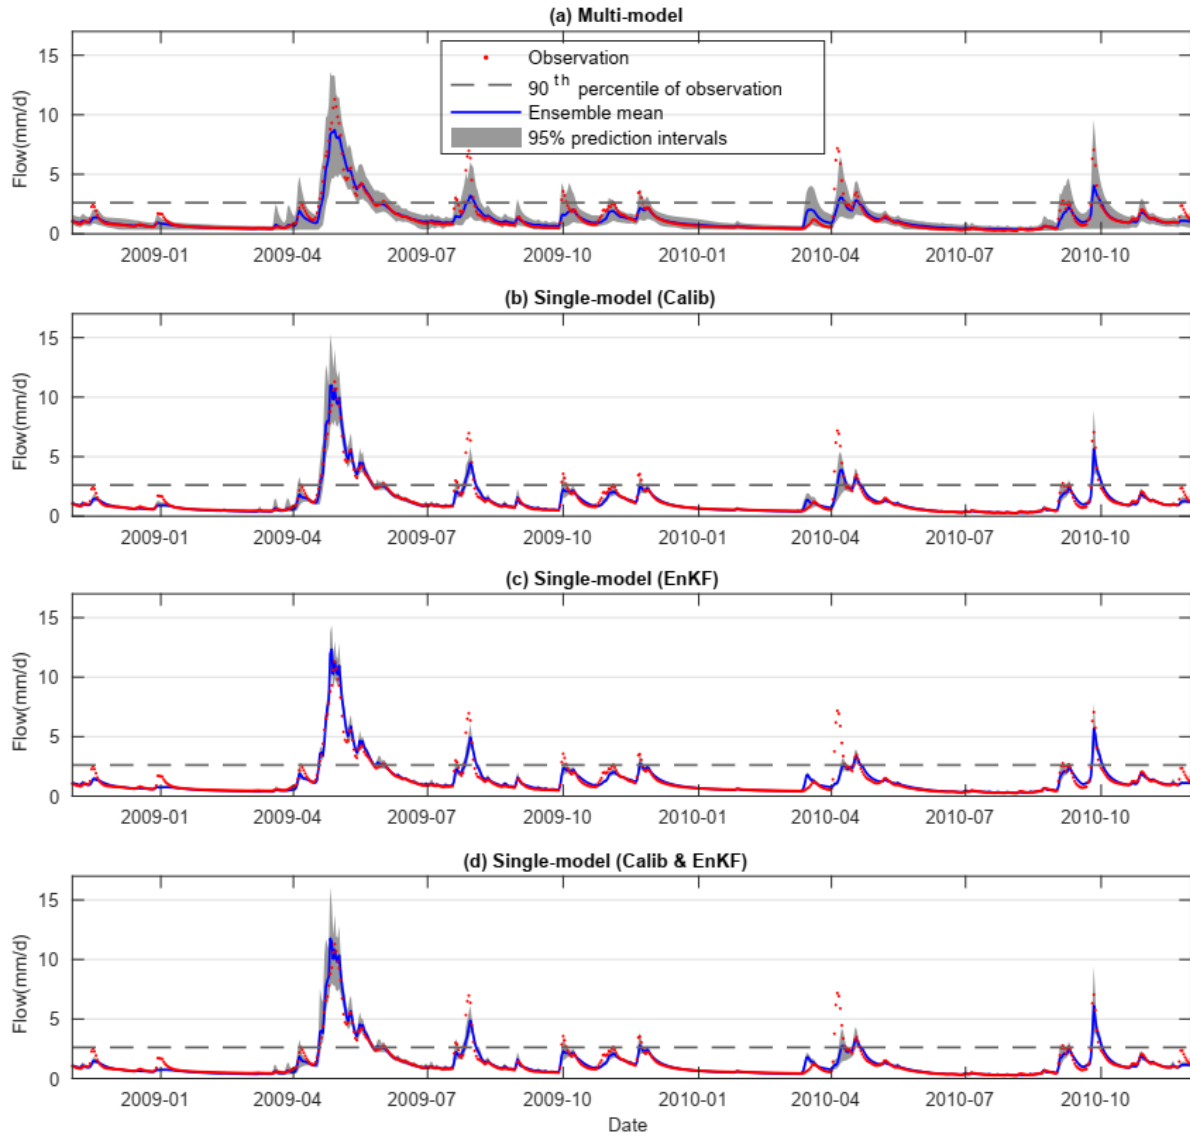 (a) Multi-model
15
10
5
0
Flow(mm/d)
Observation
90 th percentile of observation
Ensemble mean
95% prediction intervals
2009-01 2009-04 2009-07 2009-10 2010-01 2010-04 2010-07 2010-10
(b) Single-model (Calib)
15
10
5
0
Flow(mm/d)
2009-01 2009-04 2009-07 2009-10 2010-01 2010-04 2010-07 2010-10
(c) Single-model (EnKF)
15
10
5
0
Flow(mm/d)
2009-01 2009-04 2009-07 2009-10 2010-01 2010-04 2010-07 2010-10
(d) Single-model (Calib & EnKF)
15
10
5
0
Flow(mm/d)
2009-01 2009-04 2009-07 2009-10 2010-01 2010-04 2010-07 2010-10
Date